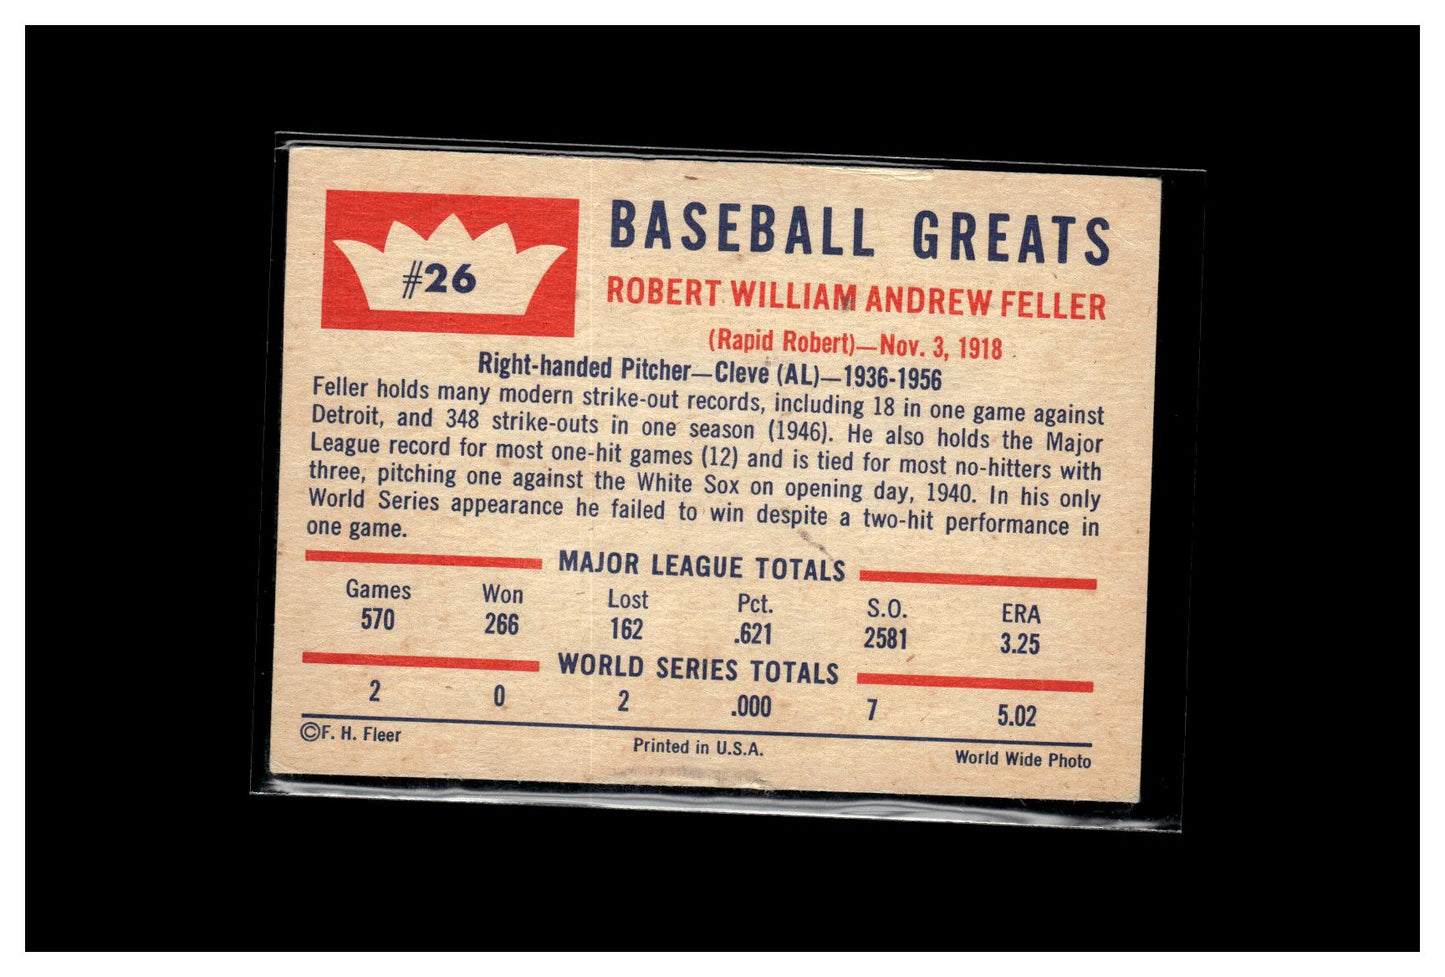 #26
BASEBALL GREATS
ROBERT WILLIAM ANDREW FELLER
(Rapid Robert)—Nov. 3, 1918
Right-handed Pitcher—Cleve (AL)—1936-1956
Feller holds many modern strike-out records, including 18 in one game against
Detroit, and 348 strike-outs in one season (1946). He also holds the Major
League record for most one-hit games (12) and is tied for most no-hitters with
three, pitching one against the White Sox on opening day, 1940. In his only
World Series appearance he failed to win despite a two-hit performance in
one game.
MAJOR LEAGUE TOTALS
Games Won Lost Pct. S.O. ERA
570 266 162 .621 2581 3.25
WORLD SERIES TOTALS
2 0 2 .000 7 5.02
©F. H. Fleer Printed in U.S.A. World Wide Photo